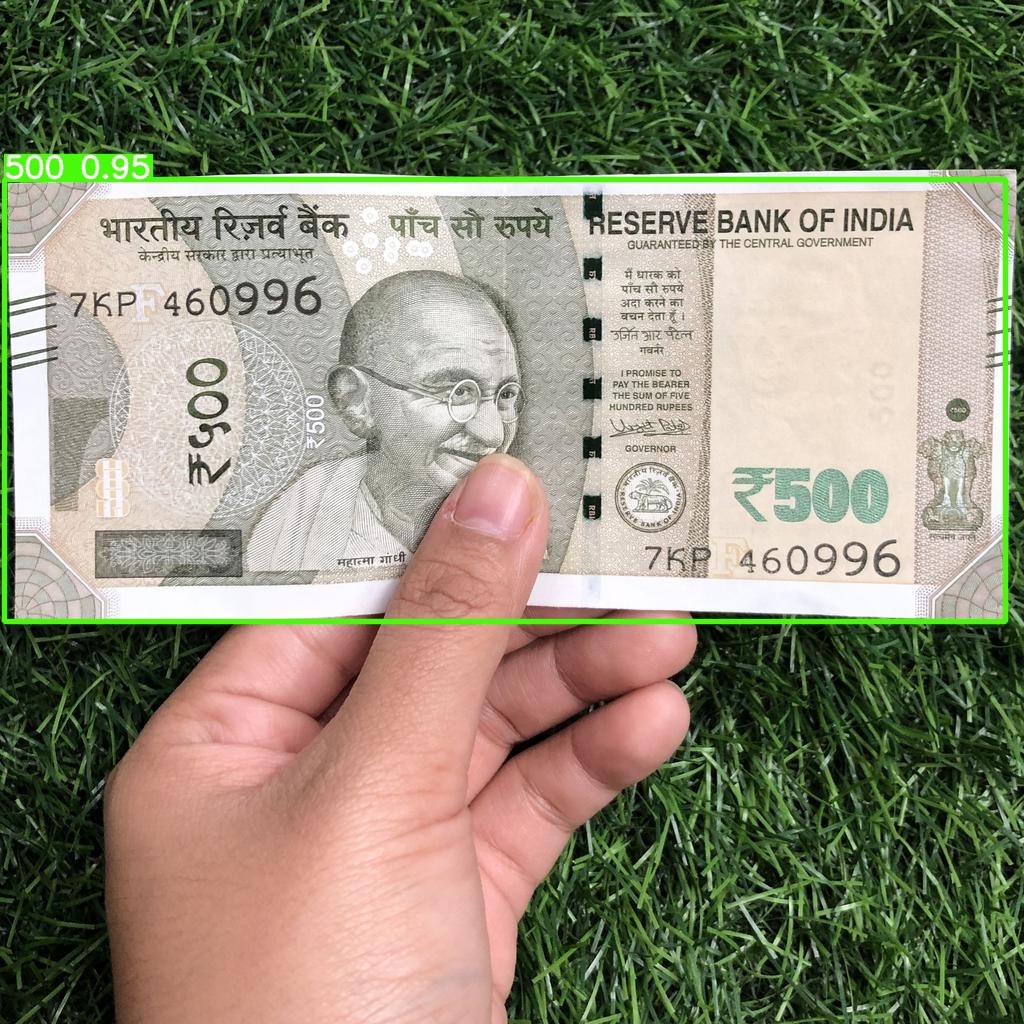 500 0.95
भारतीय रिज़र्व बैंक
केन्द्रीय सरकार द्वारा प्रत्याभूत
पाँच सौ रुपये
RESERVE BANK OF INDIA
GUARANTEED BY THE CENTRAL GOVERNMENT
7KP 460996
₹५००
₹500
महात्मा गांधी
मैं धारक को
पाँच सौ रुपये
अदा करने का
वचन देता हूँ ।
उर्जित आर पटेल
गवर्नर
I PROMISE TO
PAY THE BEARER
THE SUM OF FIVE
HUNDRED RUPEES
GOVERNOR
भारतीय रिज़र्व बैंक
RESERVE BANK OF INDIA
₹500
₹500
सत्यमेव जयते
7KP 460996